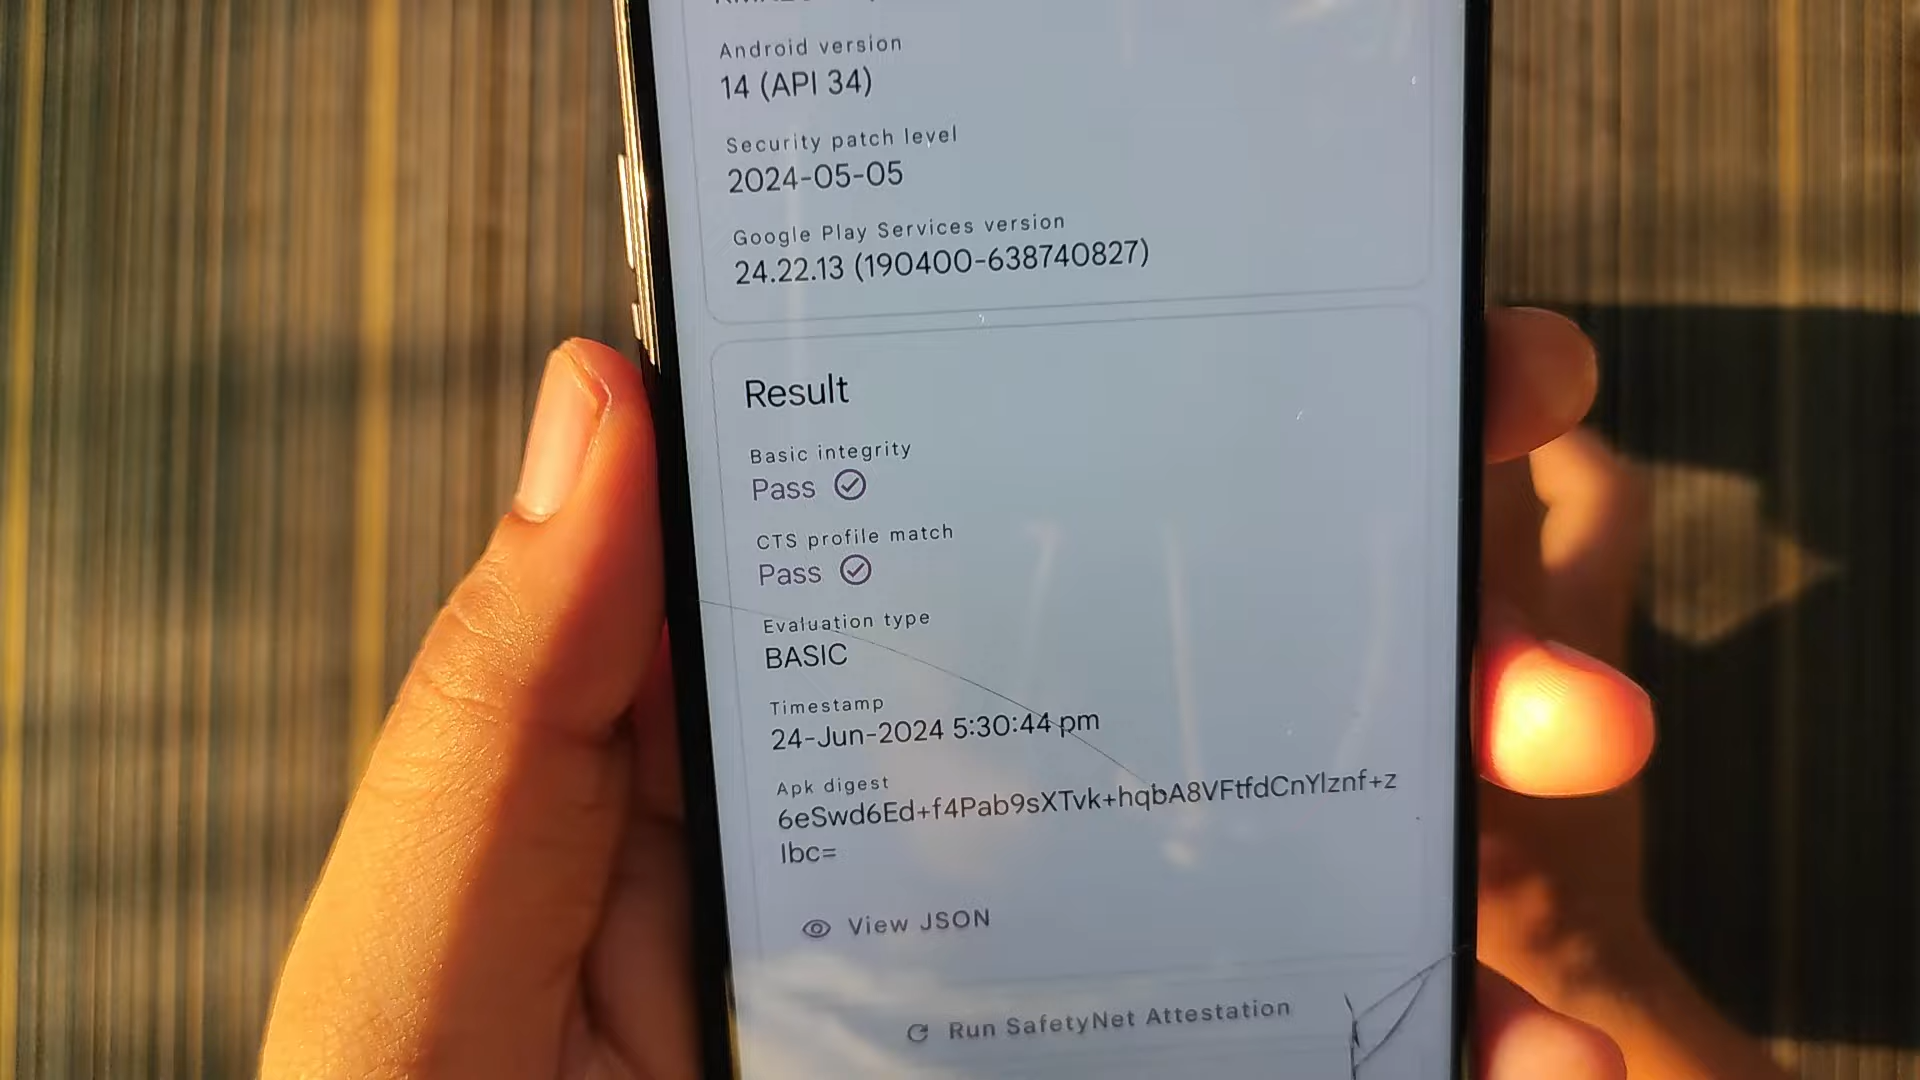 Android version
14 (API 34)
Security patch level
2024-05-05
Google Play Services version
24.22.13 (190400-638740827)
Result
Basic integrity
Pass
CTS profile match
Pass
Evaluation type
BASIC
Timestamp
24-Jun-2024 5:30:44 pm
Apk digest
6eSwd6Ed+f4Pab9sXTvk+hqbA8VFtfdCnYlznf+z
lbc=
View JSON
Run SafetyNet Attestation